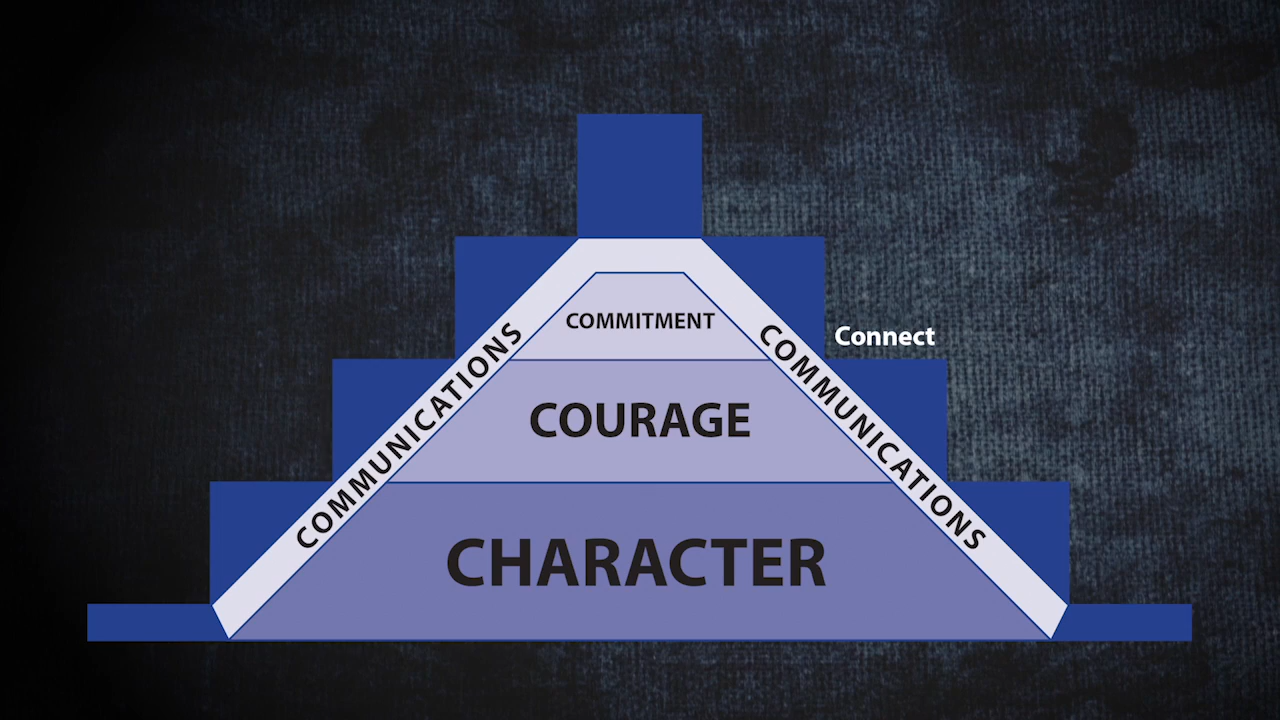 COMMITMENT
Connect
COMMUNICATIONS
COMMUNICATIONS
COURAGE
CHARACTER